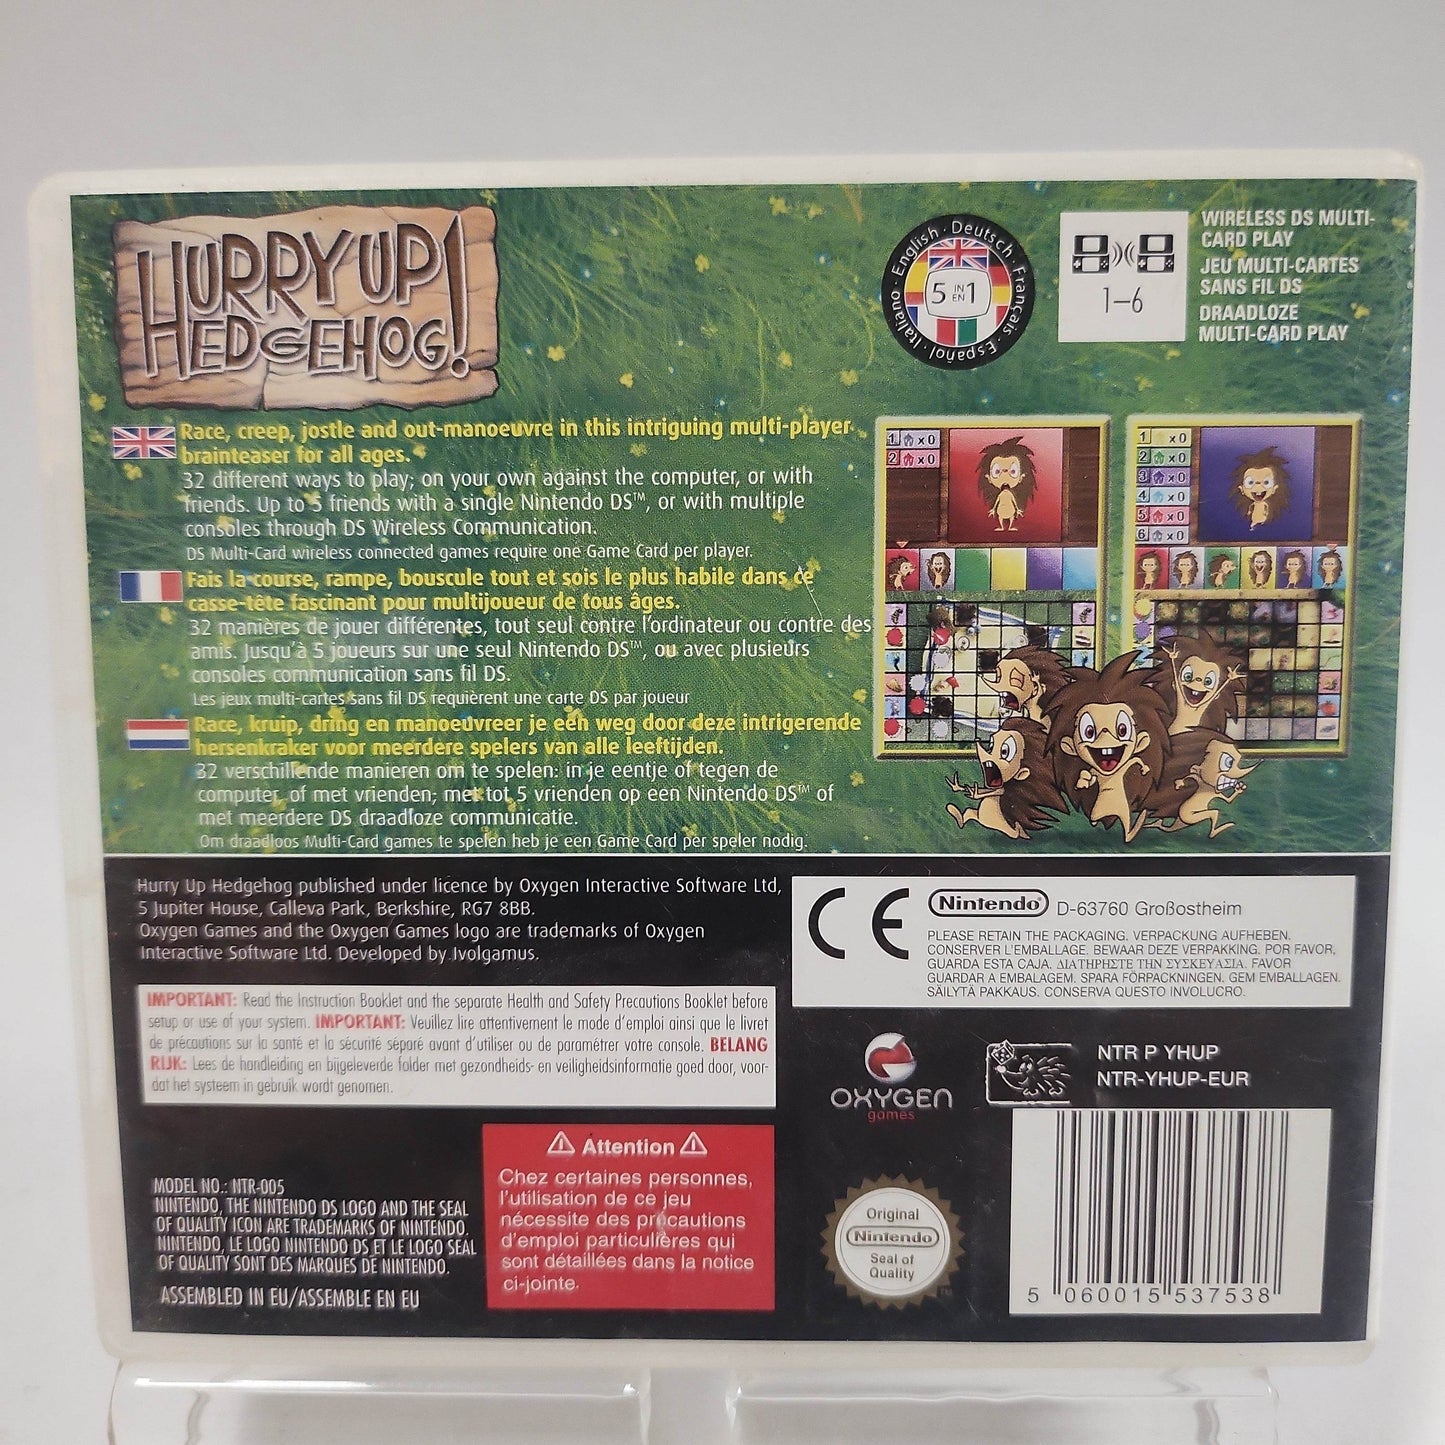 HURRY UP
HEDGEHOG!
English · Deutsch · Français · Español · Italiano ·
5 IN EN 1
1–6
WIRELESS DS MULTI-
CARD PLAY
JEU MULTI-CARTES
SANS FIL DS
DRAADLOZE
MULTI-CARD PLAY
Race, creep, jostle and out-manoeuvre in this intriguing multi-player
brainteaser for all ages.
32 different ways to play; on your own against the computer, or with
friends. Up to 5 friends with a single Nintendo DS™, or with multiple
consoles through DS Wireless Communication.
DS Multi-Card wireless connected games require one Game Card per player.
Fais la course, rampe, bouscule tout et sois le plus habile dans ce
casse-tête fascinant pour multijoueur de tous âges.
32 manières de jouer différentes, tout seul contre l'ordinateur ou contre des
amis. Jusqu'à 5 joueurs sur une seul Nintendo DS™, ou avec plusieurs
consoles communication sans fil DS.
Les jeux multi-cartes sans fil DS requièrent une carte DS par joueur
Race, kruip, dring en manoeuvreer je een weg door deze intrigerende
hersenkraker voor meerdere spelers van alle leeftijden.
32 verschillende manieren om te spelen: in je eentje of tegen de
computer, of met vrienden; met tot 5 vrienden op een Nintendo DS™ of
met meerdere DS draadloze communicatie.
Om draadloos Multi-Card games te spelen heb je een Game Card per speler nodig.
1 x 0
2 x 0
1 x 0
2 x 0
3 x 0
4 x 0
5 x 0
6 x 0
Hurry Up Hedgehog published under licence by Oxygen Interactive Software Ltd,
5 Jupiter House, Calleva Park, Berkshire, RG7 8BB.
Oxygen Games and the Oxygen Games logo are trademarks of Oxygen
Interactive Software Ltd. Developed by Ivolgamus.
CE
Nintendo® D-63760 Großostheim
PLEASE RETAIN THE PACKAGING. VERPACKUNG AUFHEBEN.
CONSERVER L'EMBALLAGE. BEWAAR DEZE VERPAKKING. POR FAVOR,
GUARDA ESTA CAJA. ΔΙΑΤΗΡΗΣΤΕ ΤΗΝ ΣΥΣΚΕΥΑΣΙΑ. FAVOR
GUARDAR A EMBALAGEM. SPARA FÖRPACKNINGEN. GEM EMBALLAGEN.
SÄILYTÄ PAKKAUS. CONSERVA QUESTO INVOLUCRO.
IMPORTANT: Read the Instruction Booklet and the separate Health and Safety Precautions Booklet before
setup or use of your system. IMPORTANT: Veuillez lire attentivement le mode d'emploi ainsi que le livret
de précautions sur la santé et la sécurité séparé avant d'utiliser ou de paramétrer votre console. BELANG
RIJK: Lees de handleiding en bijgeleverde folder met gezondheids- en veiligheidsinformatie goed door, voor-
dat het systeem in gebruik wordt genomen.
OXYGEN
games
NTR P YHUP
NTR-YHUP-EUR
Attention
Chez certaines personnes,
l'utilisation de ce jeu
nécessite des précautions
d'emploi particulières qui
sont détaillées dans la notice
ci-jointe.
MODEL NO.: NTR-005
NINTENDO, THE NINTENDO DS LOGO AND THE SEAL
OF QUALITY ICON ARE TRADEMARKS OF NINTENDO.
NINTENDO, LE LOGO NINTENDO DS ET LE LOGO SEAL
OF QUALITY SONT DES MARQUES DE NINTENDO.
ASSEMBLED IN EU/ASSEMBLE EN EU
Original
Nintendo
Seal of
Quality
5 060015 537538